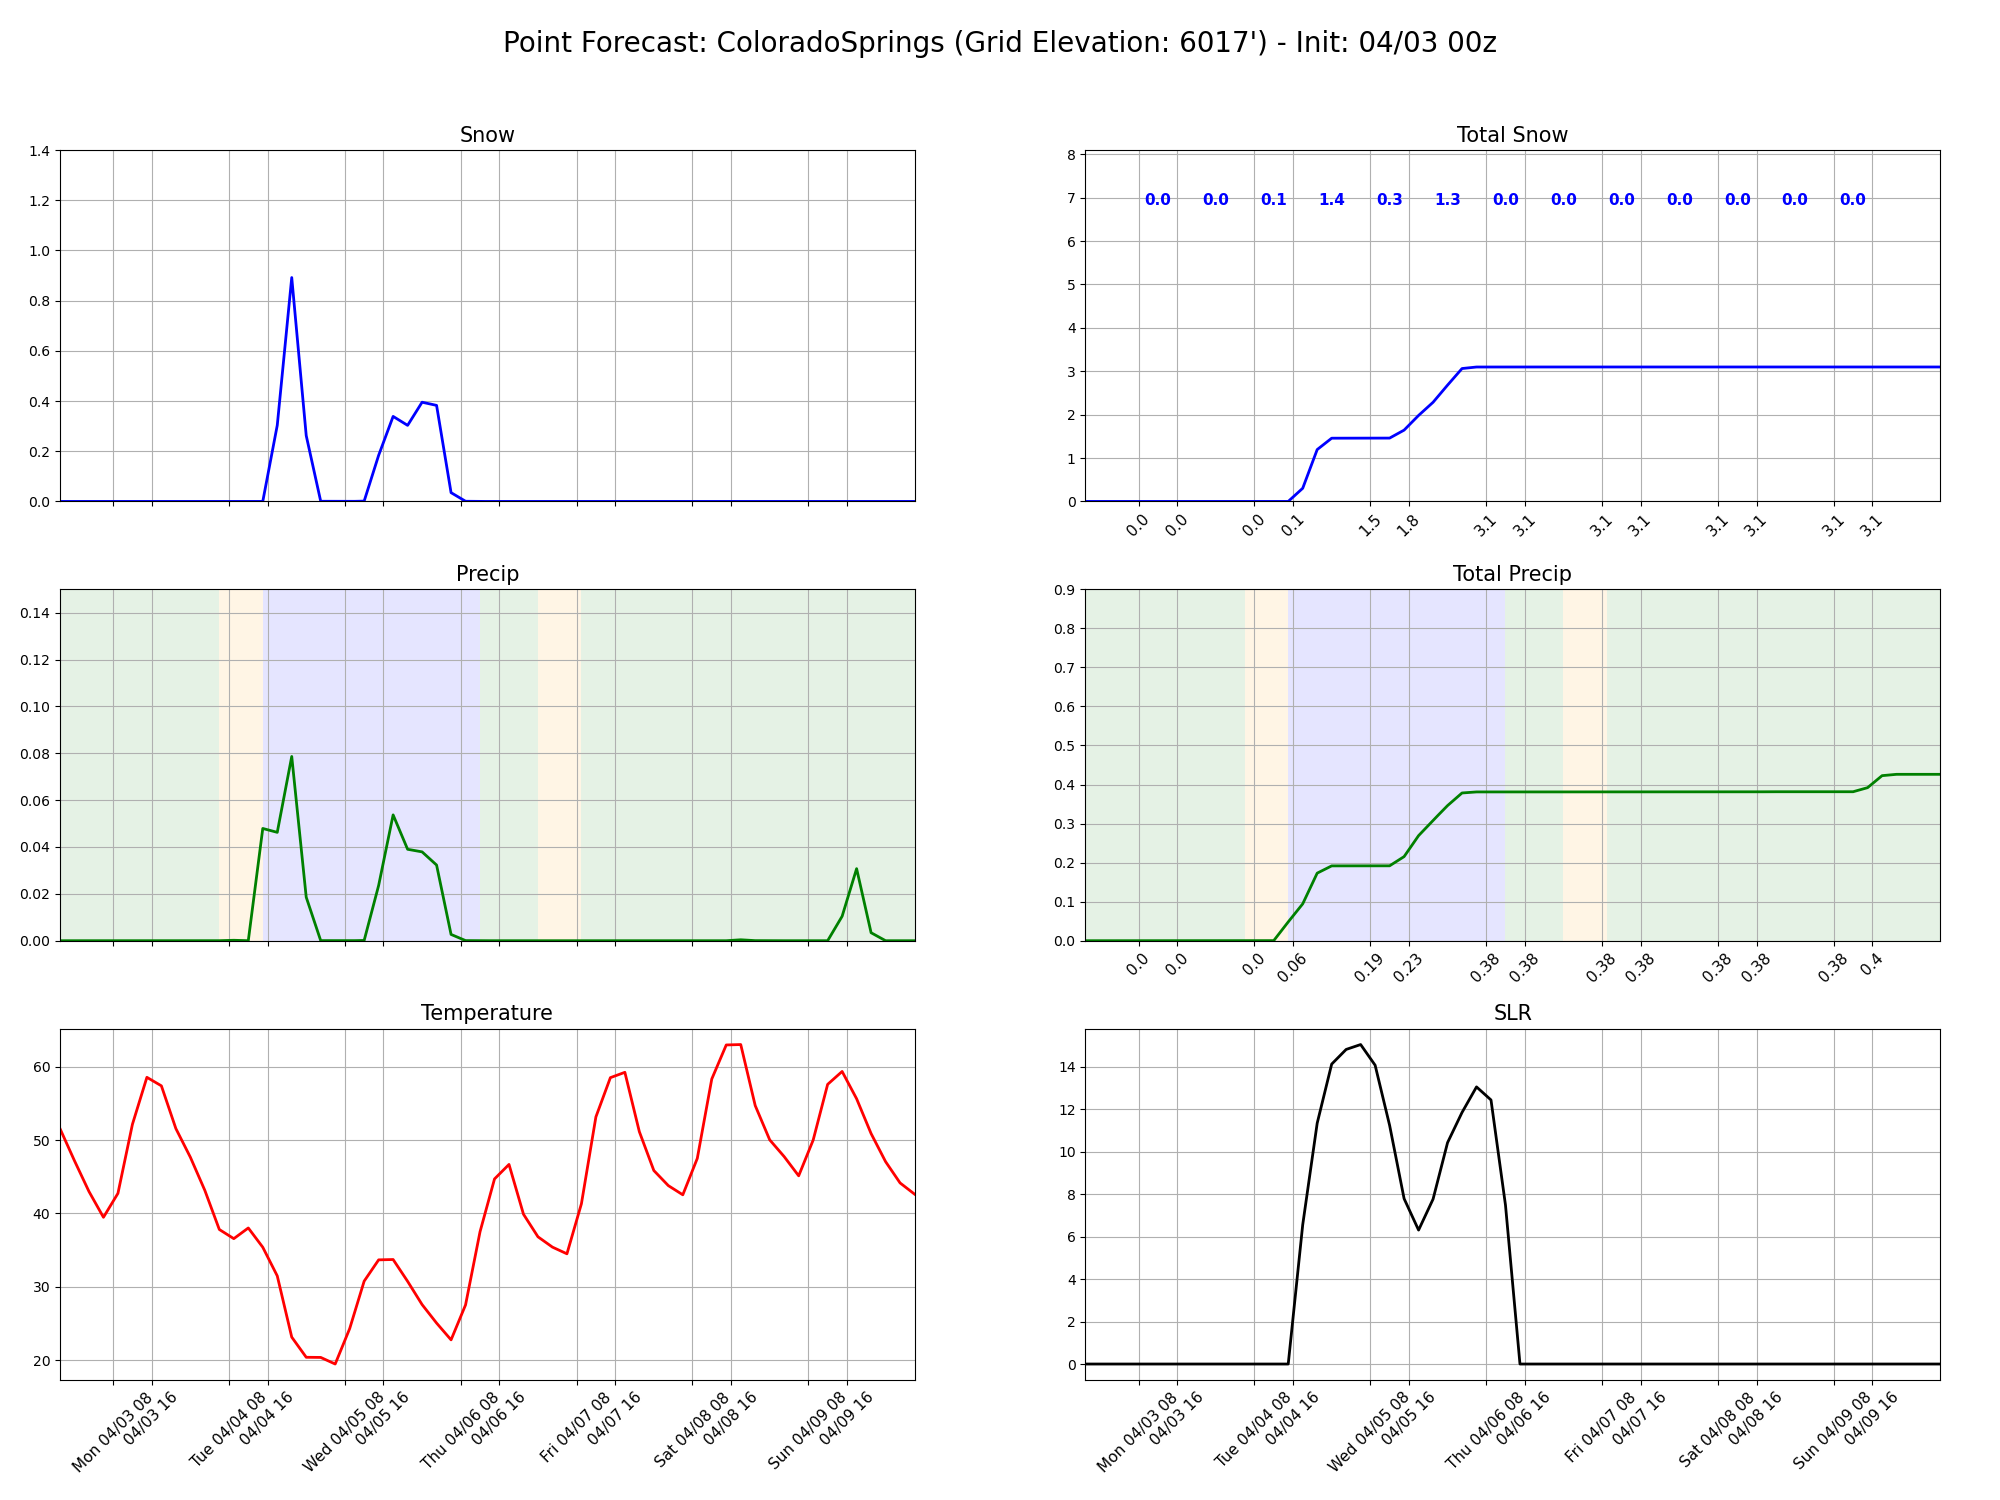 Point Forecast: ColoradoSprings (Grid Elevation: 6017') - Init: 04/03 00z
Snow
1.4
1.2
1.0
0.8
0.6
0.4
0.2
0.0
Total Snow
8
7
6
5
4
3
2
1
0
0.0 0.0 0.1 1.4 0.3 1.3 0.0 0.0 0.0 0.0 0.0 0.0 0.0
0.0 0.0 0.0 0.1 1.5 1.8 3.1 3.1 3.1 3.1 3.1 3.1 3.1 3.1
Precip
0.14
0.12
0.10
0.08
0.06
0.04
0.02
0.00
Total Precip
0.9
0.8
0.7
0.6
0.5
0.4
0.3
0.2
0.1
0.0
0.0 0.0 0.0 0.06 0.19 0.23 0.38 0.38 0.38 0.38 0.38 0.38 0.38 0.4
Temperature
60
50
40
30
20
Mon 04/03 08
04/03 16
Tue 04/04 08
04/04 16
Wed 04/05 08
04/05 16
Thu 04/06 08
04/06 16
Fri 04/07 08
04/07 16
Sat 04/08 08
04/08 16
Sun 04/09 08
04/09 16
SLR
14
12
10
8
6
4
2
0
Mon 04/03 08
04/03 16
Tue 04/04 08
04/04 16
Wed 04/05 08
04/05 16
Thu 04/06 08
04/06 16
Fri 04/07 08
04/07 16
Sat 04/08 08
04/08 16
Sun 04/09 08
04/09 16